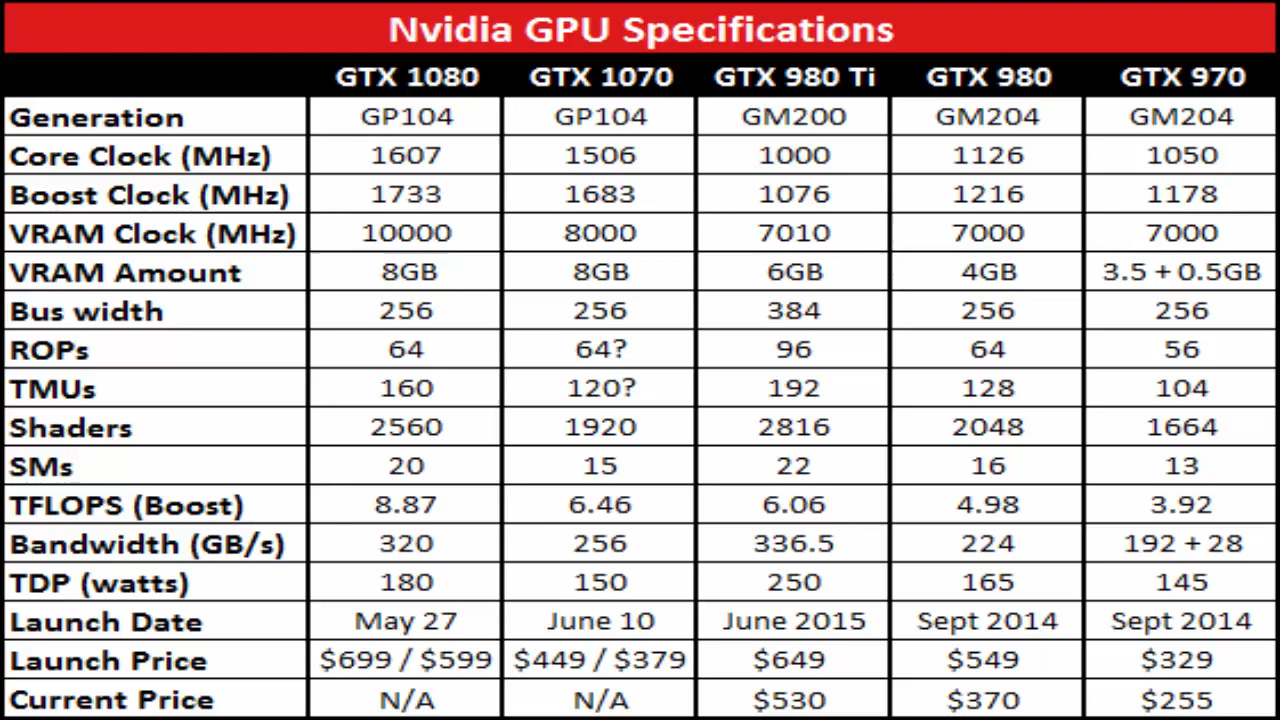 Nvidia GPU Specifications
GTX 1080 GTX 1070 GTX 980 Ti GTX 980 GTX 970
Generation GP104 GP104 GM200 GM204 GM204
Core Clock (MHz) 1607 1506 1000 1126 1050
Boost Clock (MHz) 1733 1683 1076 1216 1178
VRAM Clock (MHz) 10000 8000 7010 7000 7000
VRAM Amount 8GB 8GB 6GB 4GB 3.5 + 0.5GB
Bus width 256 256 384 256 256
ROPs 64 64? 96 64 56
TMUs 160 120? 192 128 104
Shaders 2560 1920 2816 2048 1664
SMs 20 15 22 16 13
TFLOPS (Boost) 8.87 6.46 6.06 4.98 3.92
Bandwidth (GB/s) 320 256 336.5 224 192 + 28
TDP (watts) 180 150 250 165 145
Launch Date May 27 June 10 June 2015 Sept 2014 Sept 2014
Launch Price $699 / $599 $449 / $379 $649 $549 $329
Current Price N/A N/A $530 $370 $255